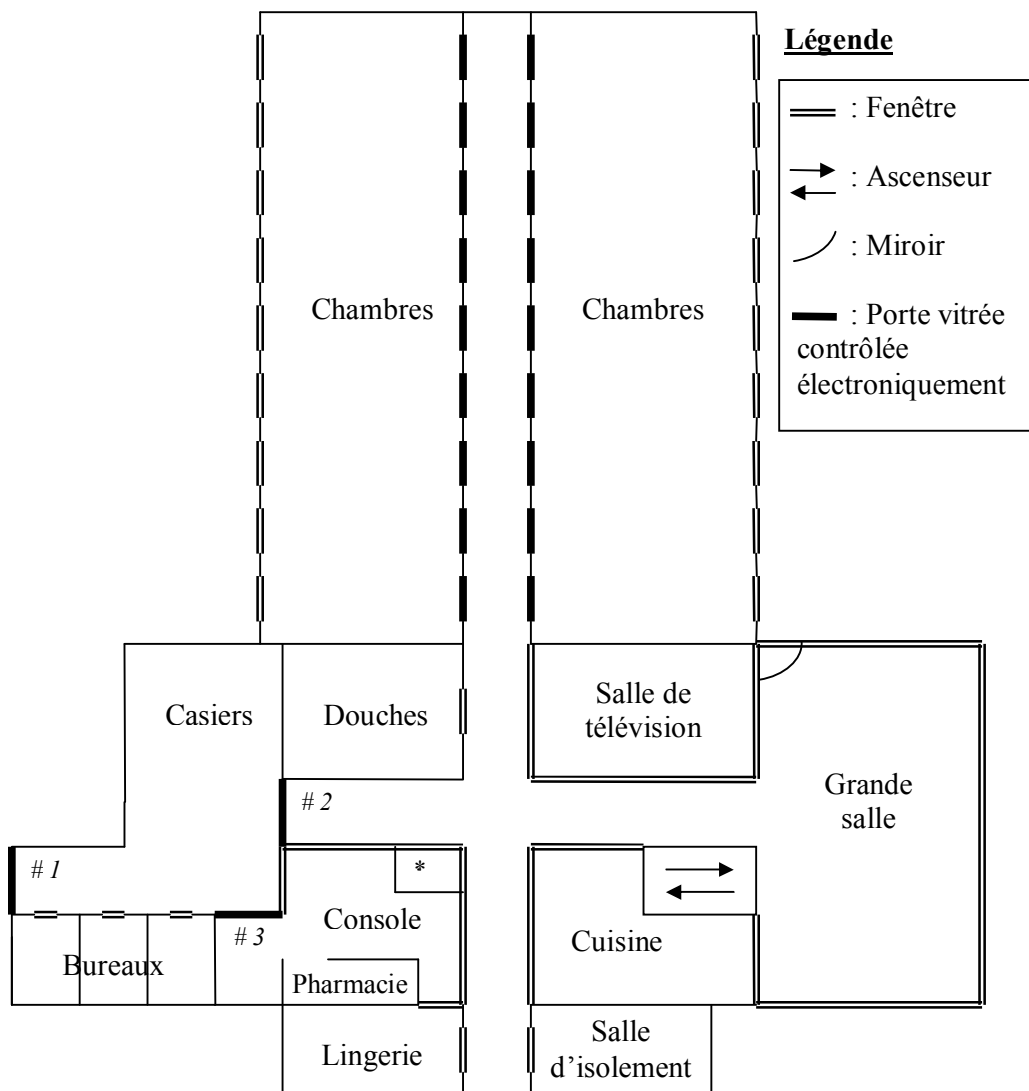 Légende
: Fenêtre
: Ascenseur
: Miroir
: Porte vitrée
contrôlée
électroniquement
Chambres
Chambres
Casiers
Douches
Salle de
télévision
Grande
salle
# 2
# 1
*
Console
# 3
Cuisine
Bureaux
Pharmacie
Lingerie
Salle
d’isolement